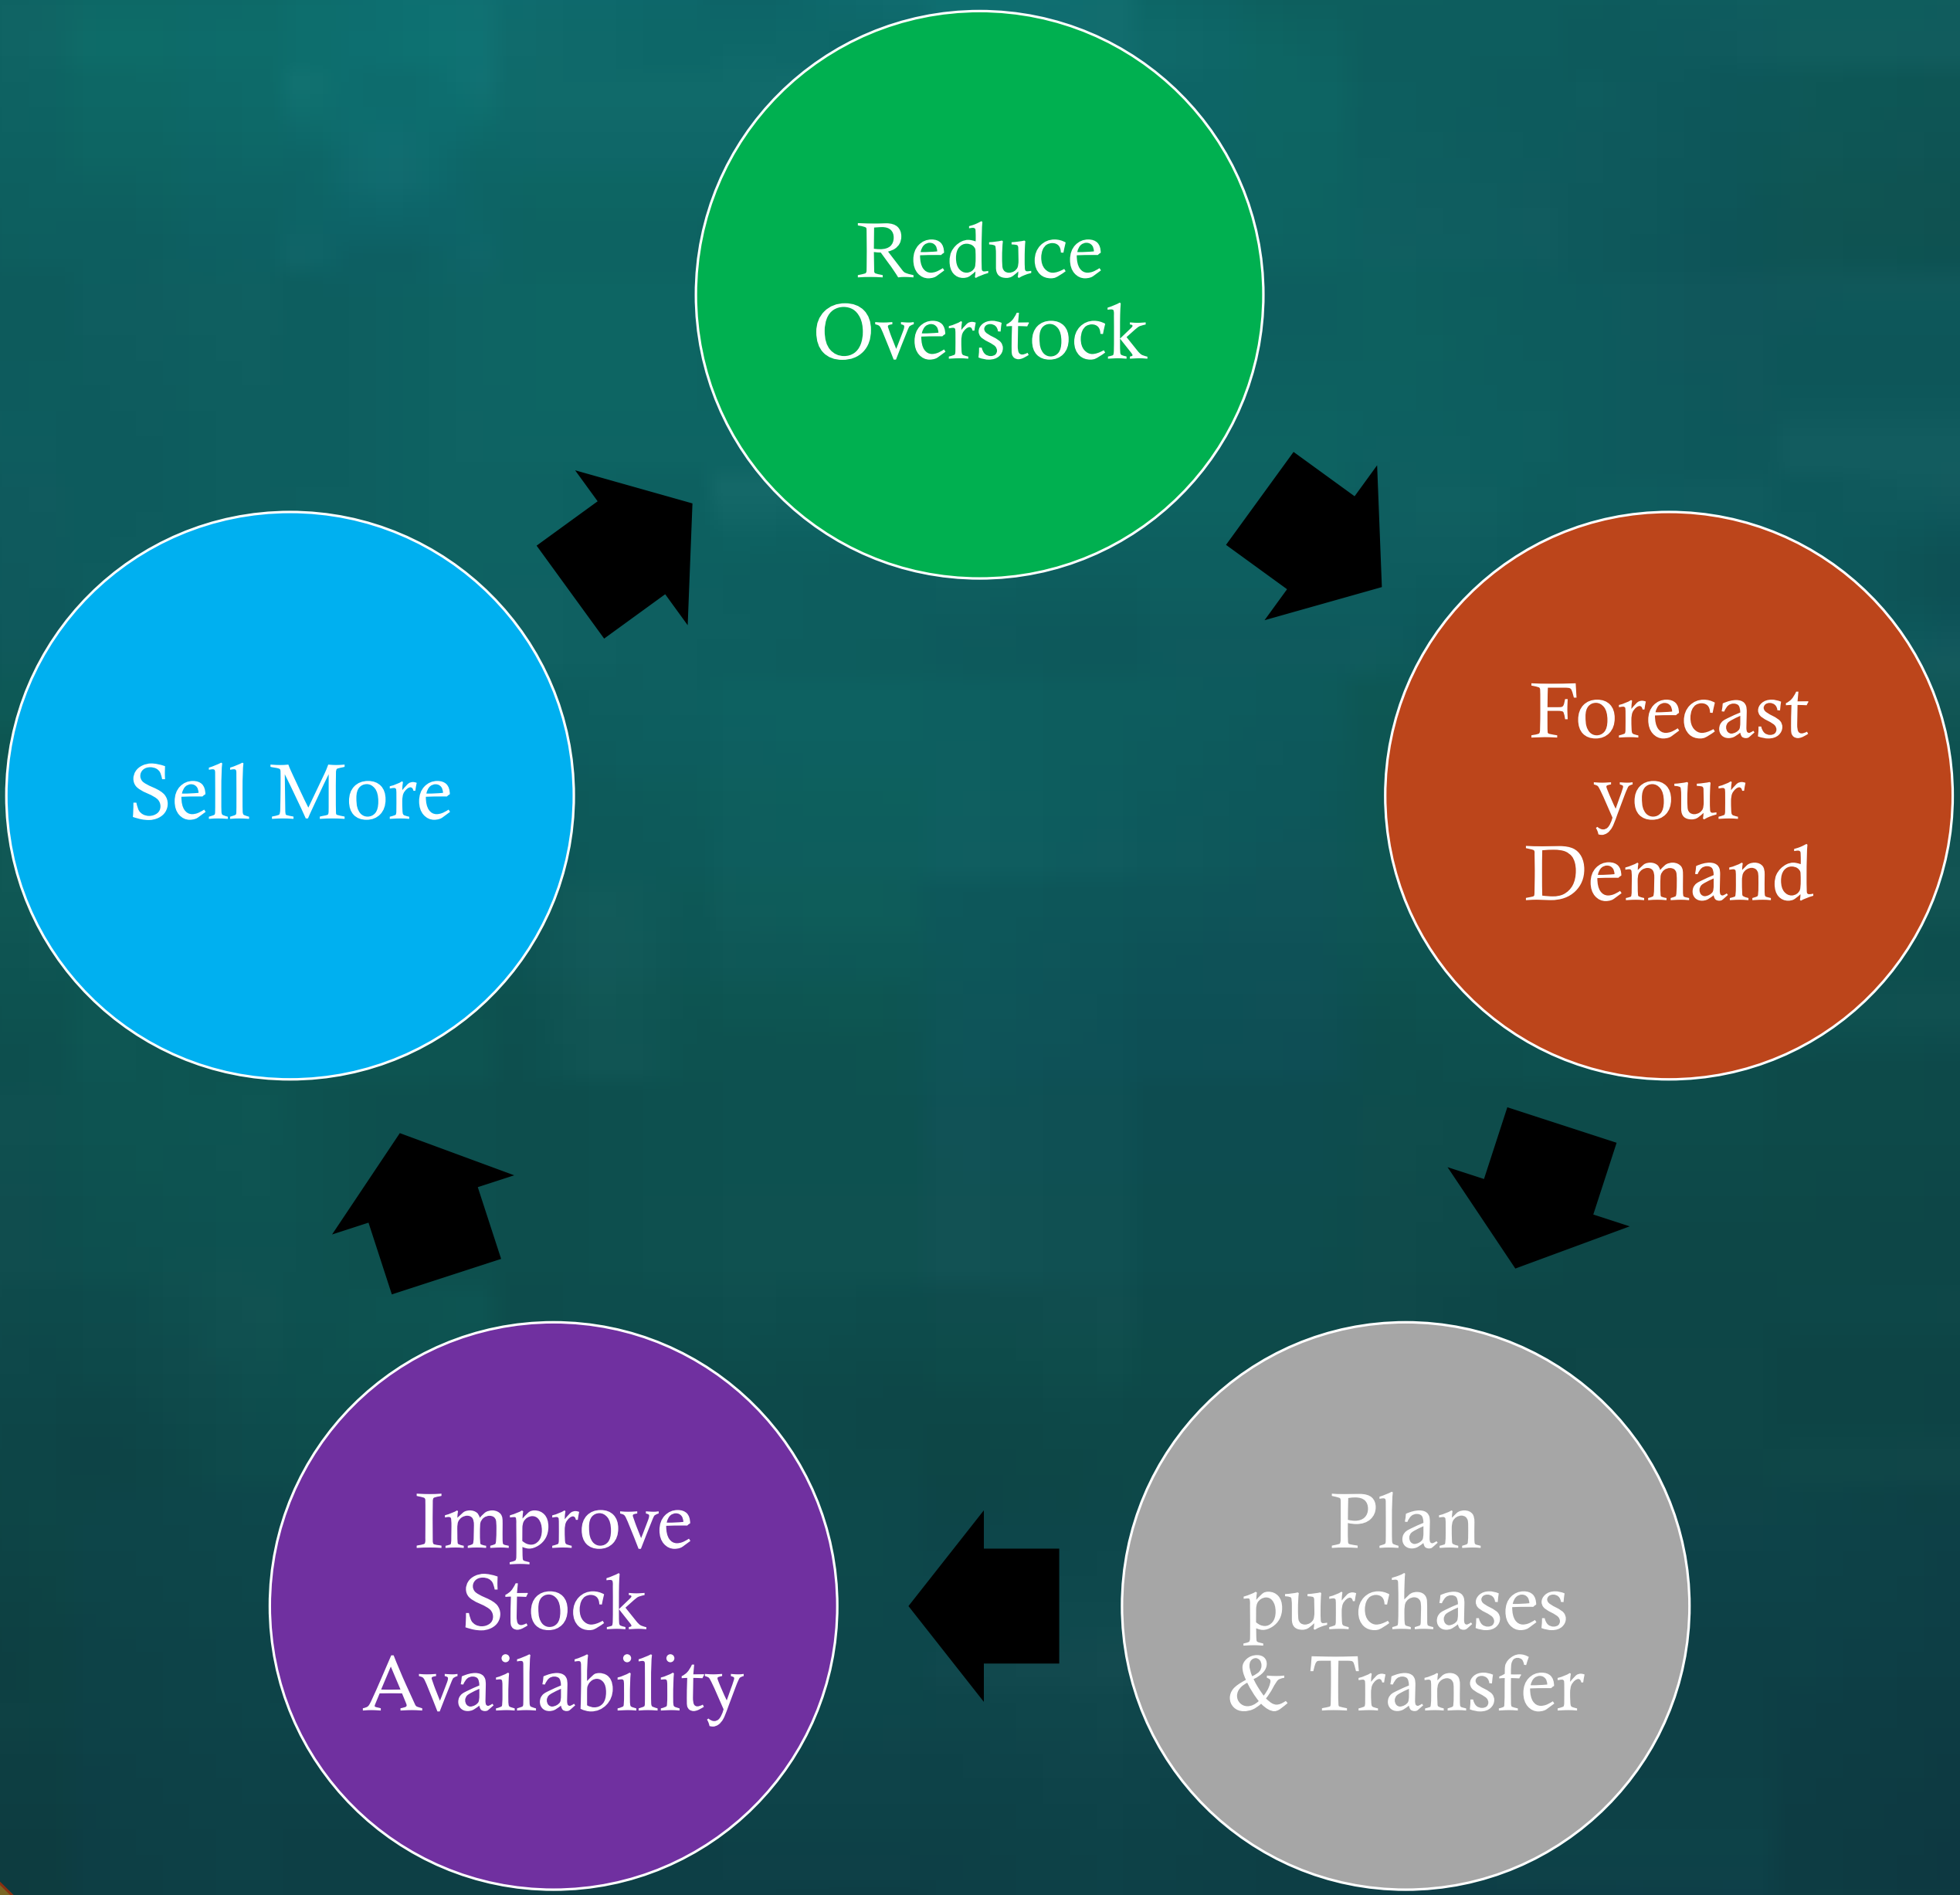 Reduce
Overstock
Forecast
your
Demand
Plan
purchases
& Transfer
Improve
Stock
Availability
Sell More